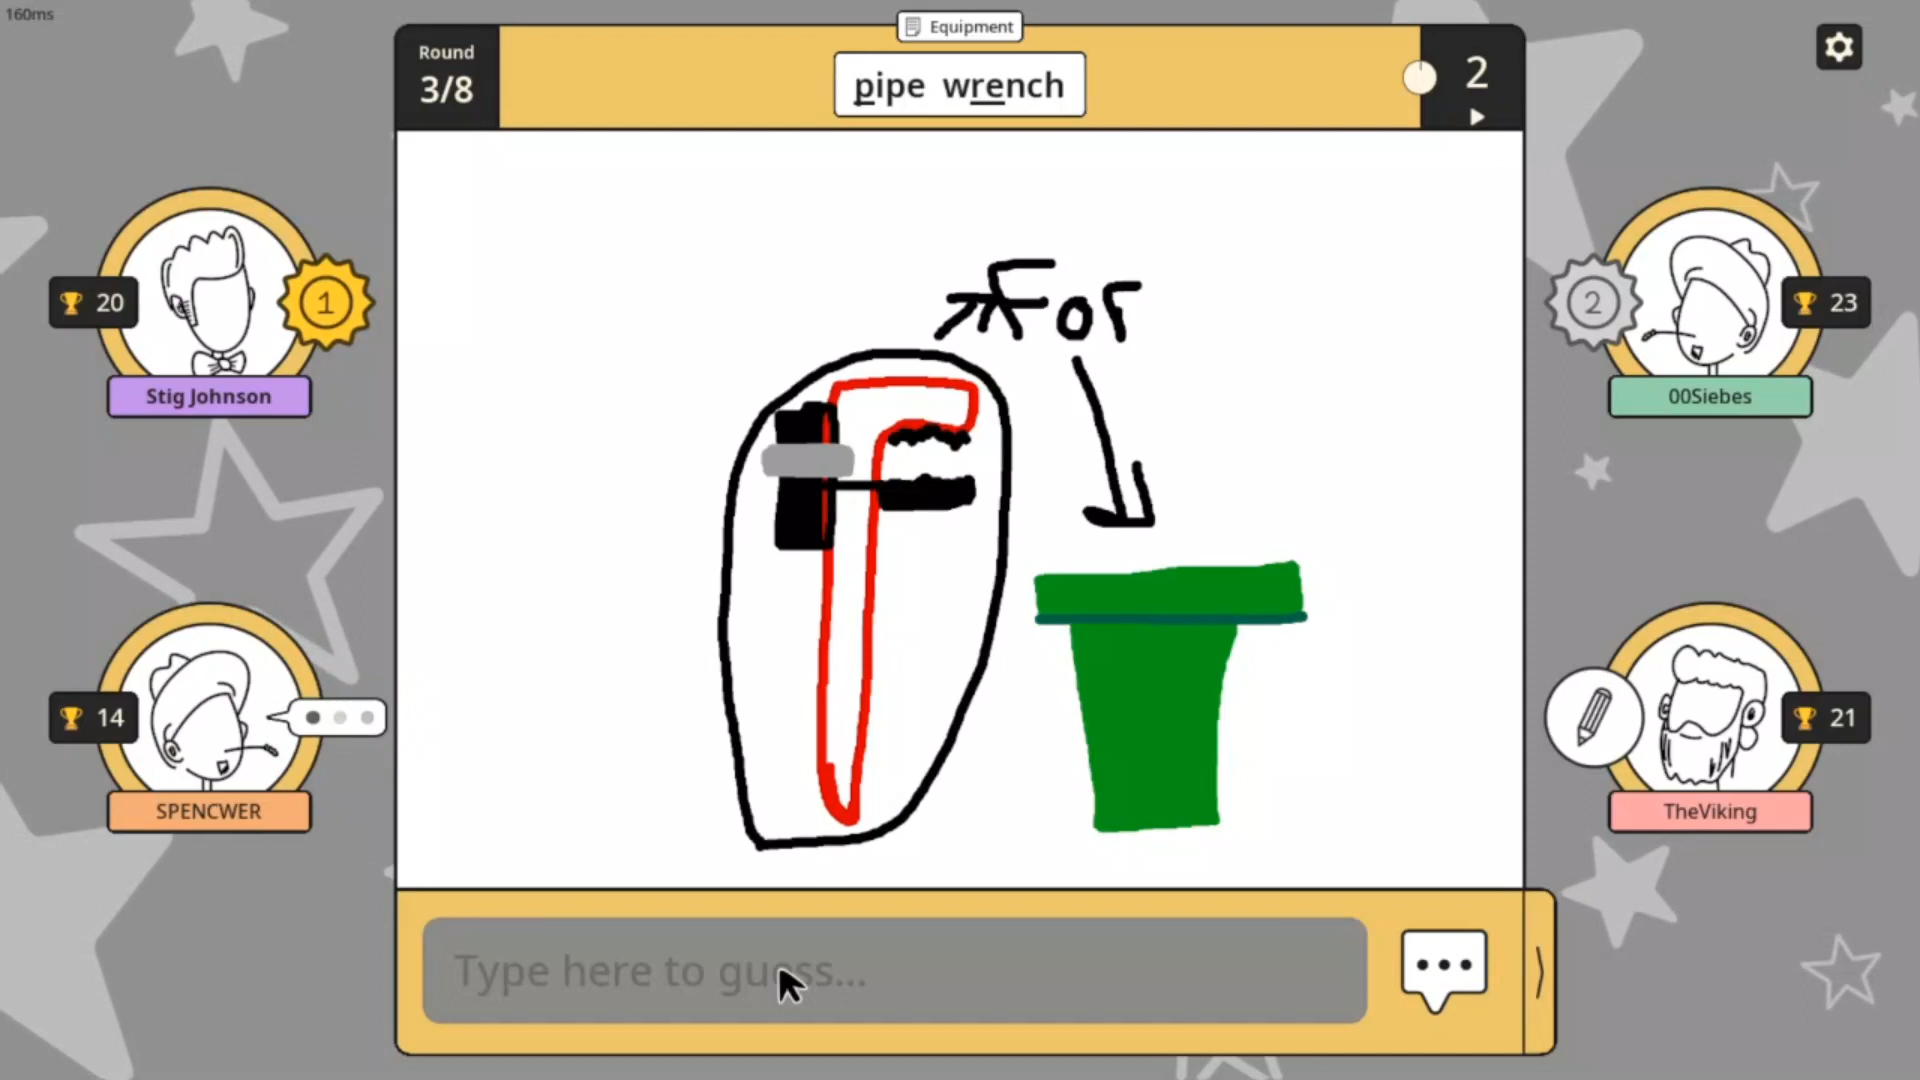 160ms
Equipment
Round
3/8
pipe wrench
2
20
1
Stig Johnson
2
23
00Siebes
For
14
SPENCWER
21
TheViking
Type here to guess...